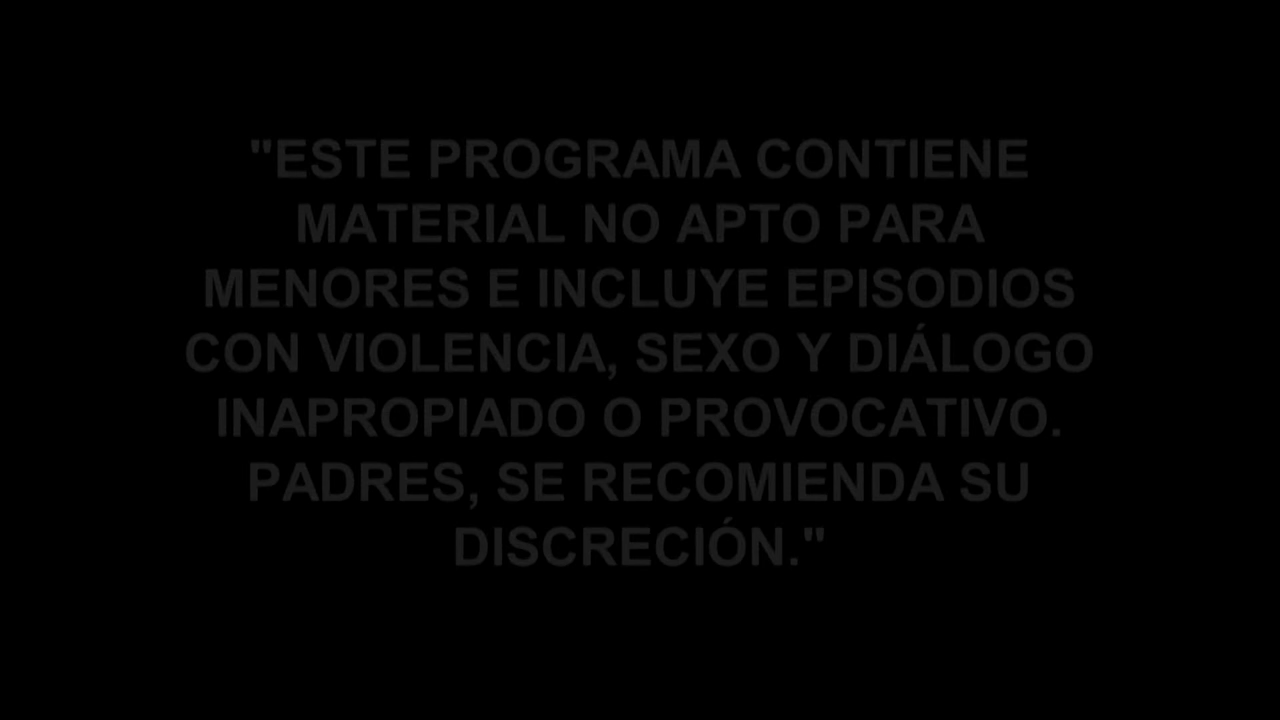 "ESTE PROGRAMA CONTIENE
MATERIAL NO APTO PARA
MENORES E INCLUYE EPISODIOS
CON VIOLENCIA, SEXO Y DIÁLOGO
INAPROPIADO O PROVOCATIVO.
PADRES, SE RECOMIENDA SU
DISCRECIÓN."